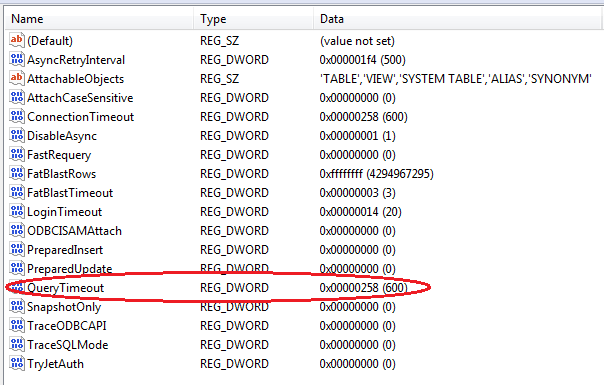 Name Type Data
(Default) REG_SZ (value not set)
AsyncRetryInterval REG_DWORD 0x000001f4 (500)
AttachableObjects REG_SZ 'TABLE','VIEW','SYSTEM TABLE','ALIAS','SYNONYM'
AttachCaseSensitive REG_DWORD 0x00000000 (0)
ConnectionTimeout REG_DWORD 0x00000258 (600)
DisableAsync REG_DWORD 0x00000001 (1)
FastRequery REG_DWORD 0x00000000 (0)
FatBlastRows REG_DWORD 0xffffffff (4294967295)
FatBlastTimeout REG_DWORD 0x00000003 (3)
LoginTimeout REG_DWORD 0x00000014 (20)
ODBCISAMAttach REG_DWORD 0x00000000 (0)
PreparedInsert REG_DWORD 0x00000000 (0)
PreparedUpdate REG_DWORD 0x00000000 (0)
QueryTimeout REG_DWORD 0x00000258 (600)
SnapshotOnly REG_DWORD 0x00000000 (0)
TraceODBCAPI REG_DWORD 0x00000000 (0)
TraceSQLMode REG_DWORD 0x00000000 (0)
TryJetAuth REG_DWORD 0x00000000 (0)